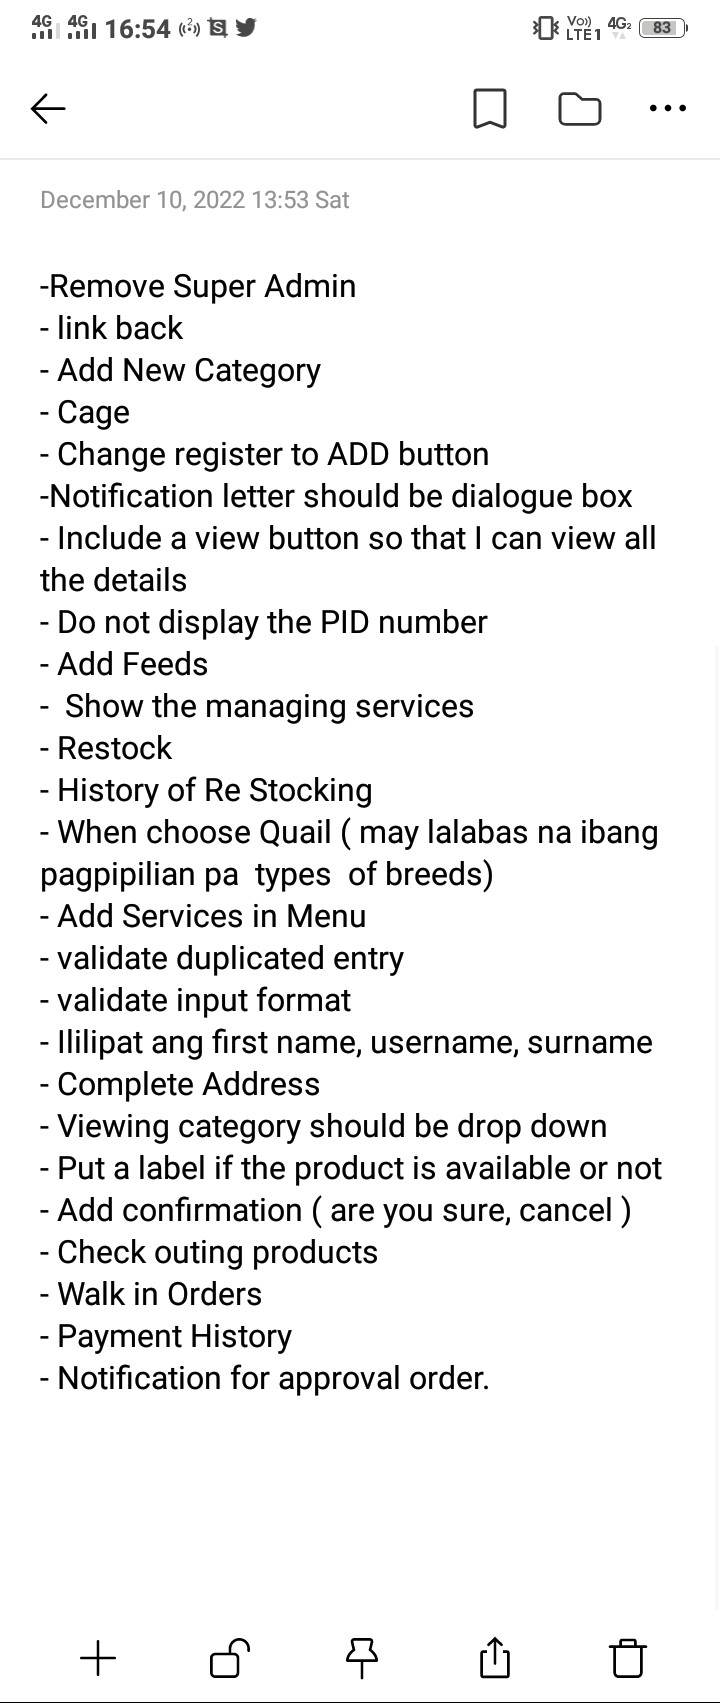 4G 4G 16:54 Vo)) LTE1 4G2 83
December 10, 2022 13:53 Sat
-Remove Super Admin
- link back
- Add New Category
- Cage
- Change register to ADD button
-Notification letter should be dialogue box
- Include a view button so that I can view all
the details
- Do not display the PID number
- Add Feeds
-  Show the managing services
- Restock
- History of Re Stocking
- When choose Quail ( may lalabas na ibang
pagpipilian pa  types  of breeds)
- Add Services in Menu
- validate duplicated entry
- validate input format
- Ililipat ang first name, username, surname
- Complete Address
- Viewing category should be drop down
- Put a label if the product is available or not
- Add confirmation ( are you sure, cancel )
- Check outing products
- Walk in Orders
- Payment History
- Notification for approval order.